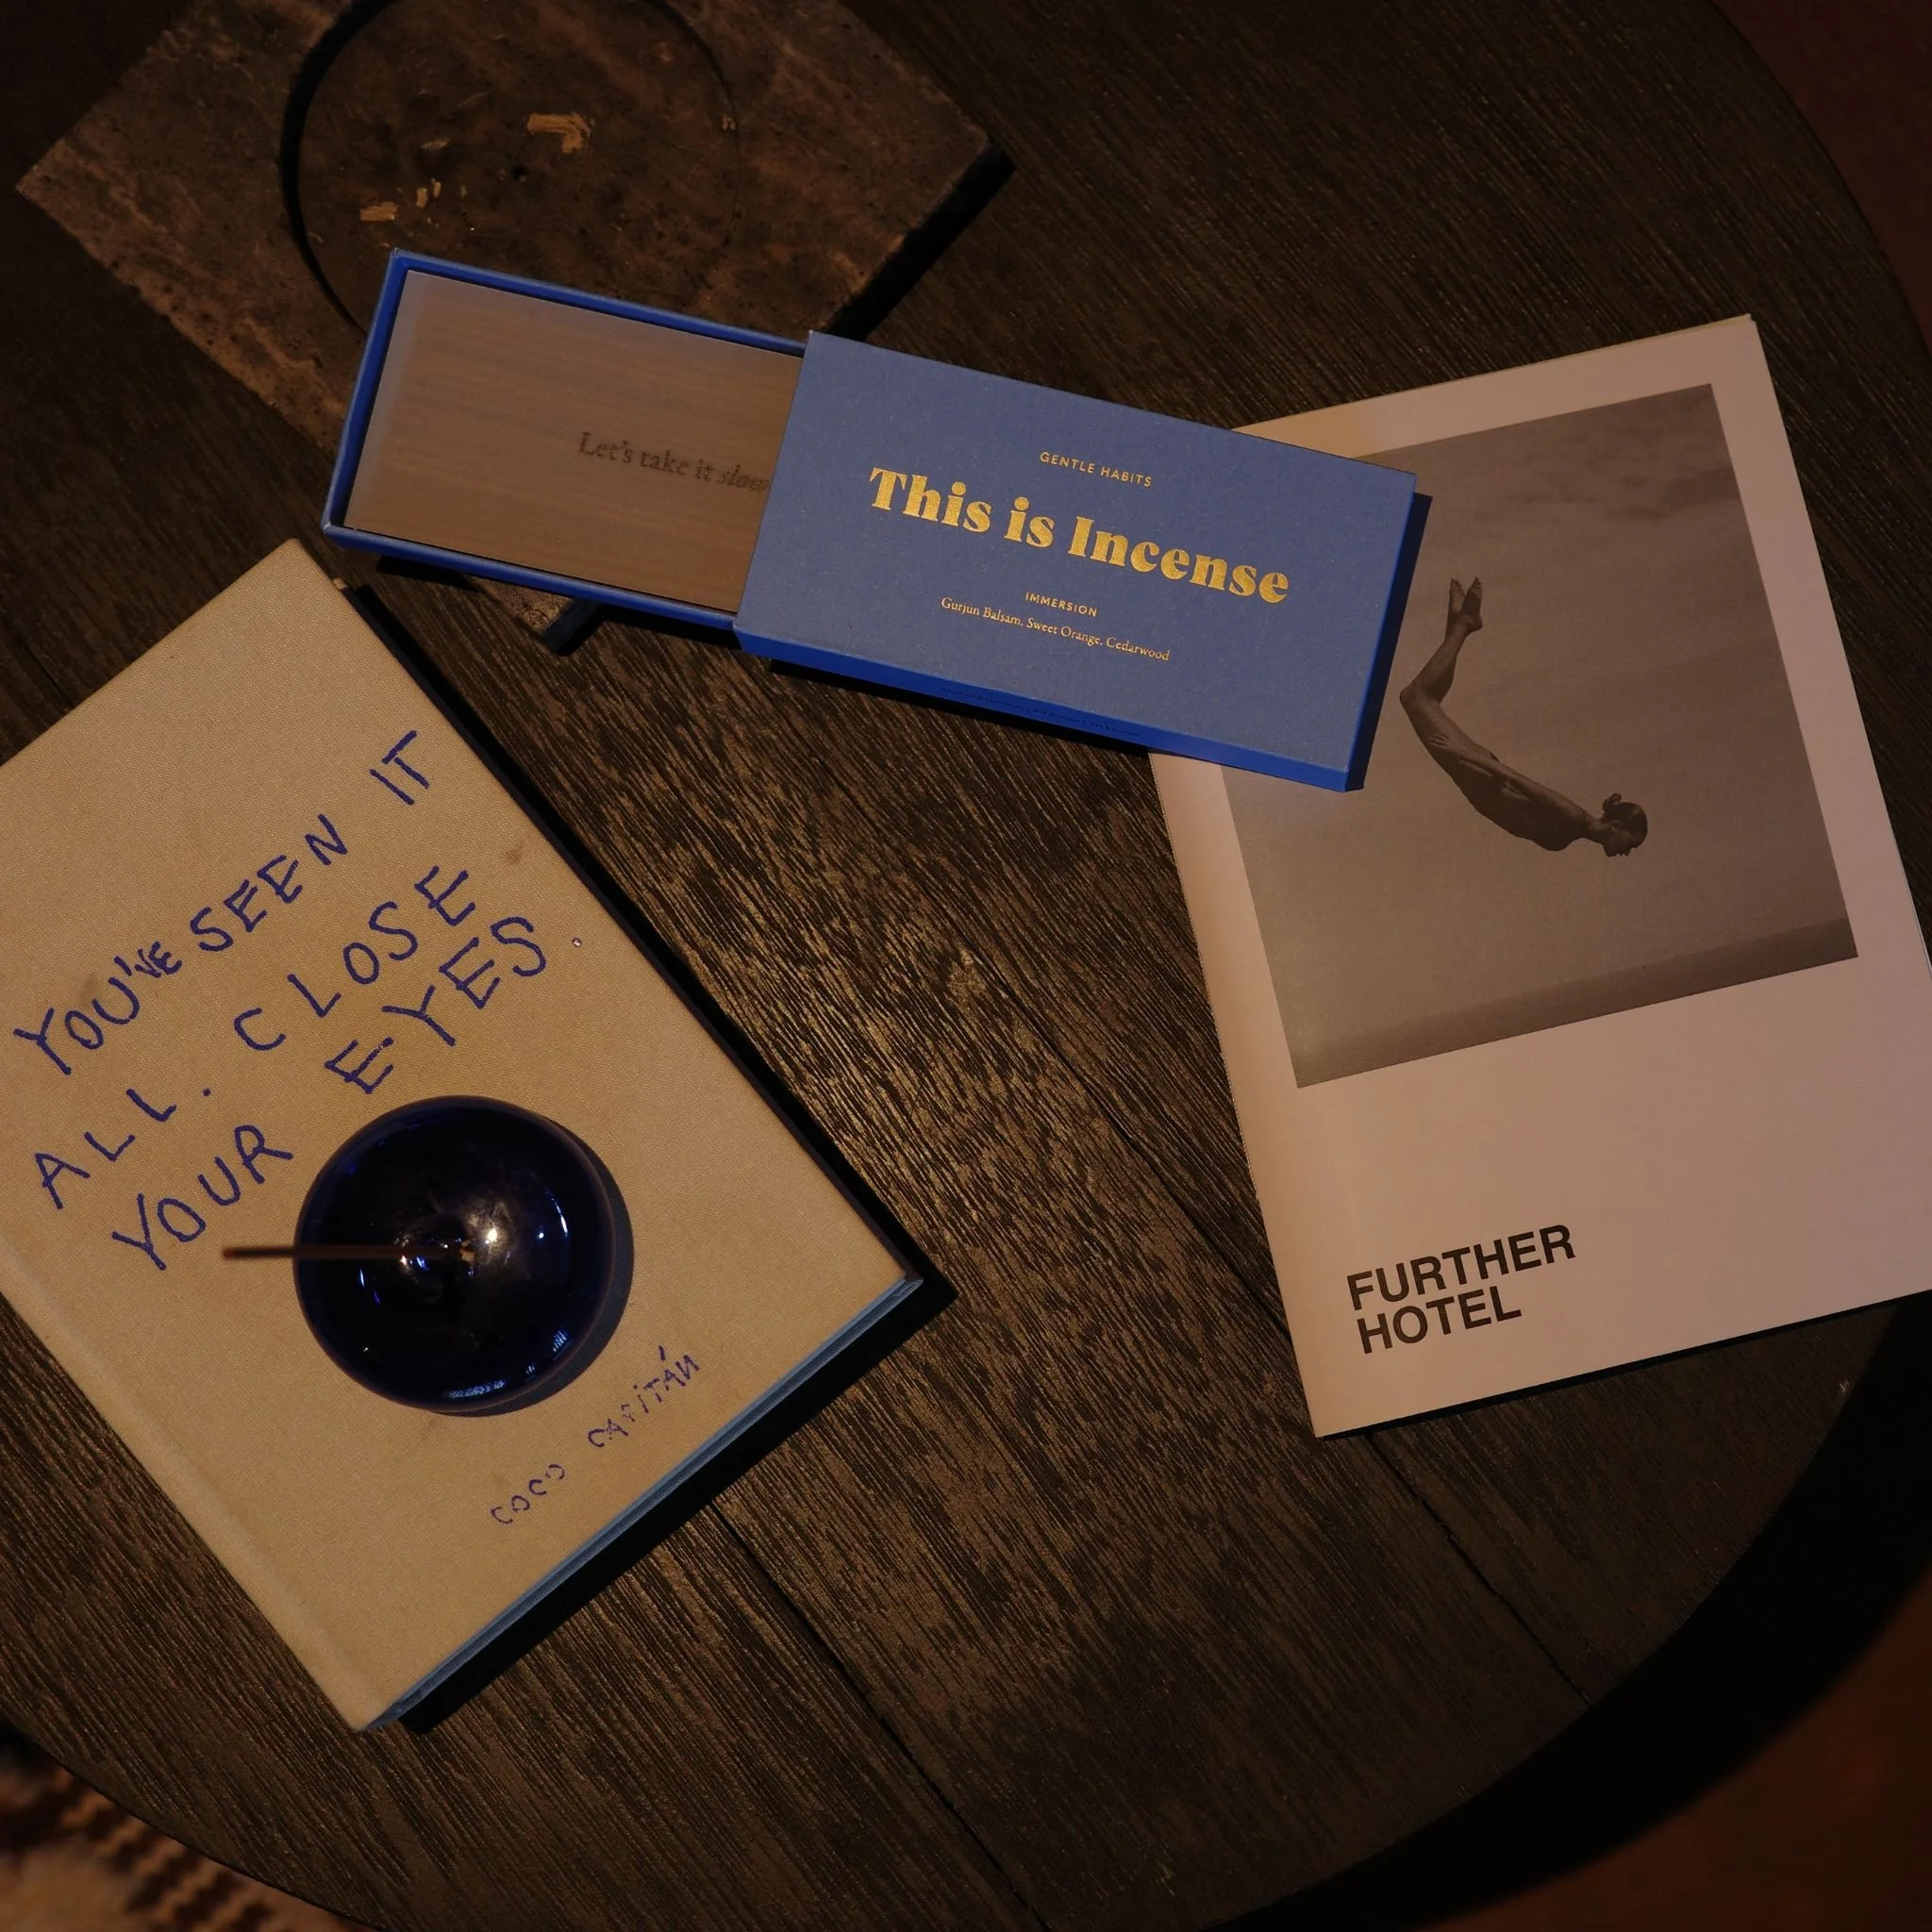 Let's take it slow
GENTLE HABITS
This is Incense
IMMERSION
Gurjun Balsam, Sweet Orange, Cedarwood
YOU'VE SEEN IT
ALL. CLOSE
YOUR EYES.
COCO CAPITÁN
FURTHER
HOTEL